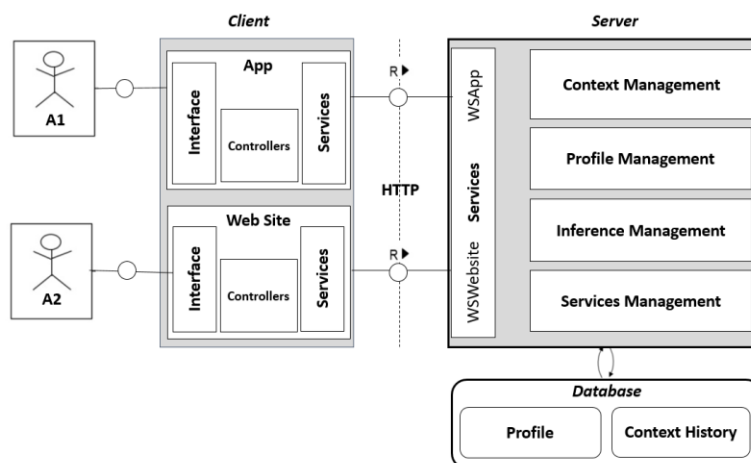 Client
Server
A1
App
Interface
Controllers
Services
R
HTTP
WSApp
Services
WSWebsite
Context Management
Profile Management
Inference Management
Services Management
A2
Web Site
Interface
Controllers
Services
R
Database
Profile
Context History